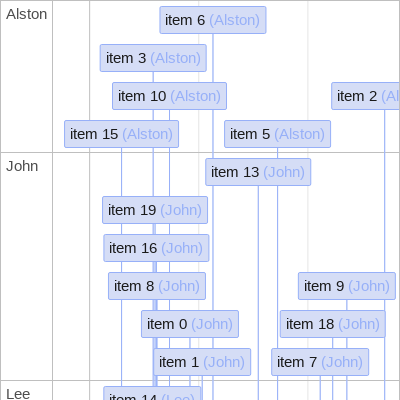 Alston
item 6 (Alston)
item 3 (Alston)
item 10 (Alston)
item 2 (Al
item 15 (Alston)
item 5 (Alston)
John
item 13 (John)
item 19 (John)
item 16 (John)
item 8 (John)
item 9 (John)
item 0 (John)
item 18 (John)
item 1 (John)
item 7 (John)
Lee
item 14 (Lee)